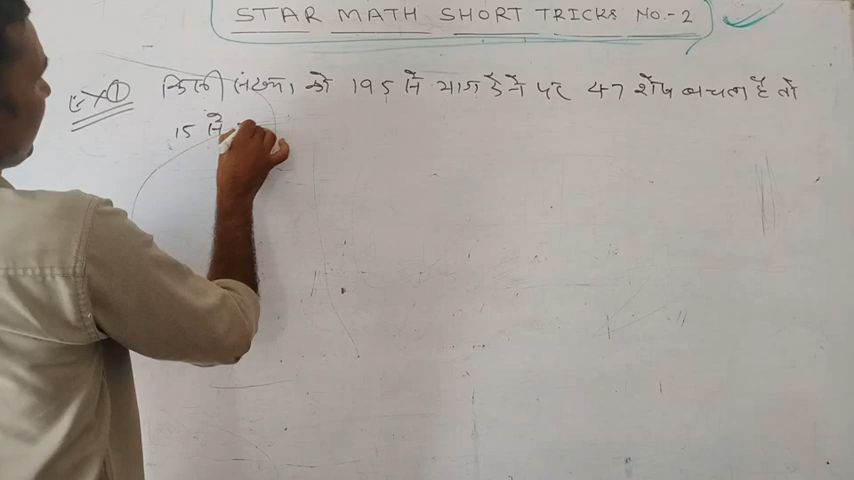 STAR MATH SHORT TRICKS NO.-2
Ex① किसी संख्या को 195 से भाग देने पर 47 शेष बचता है तो
15 से